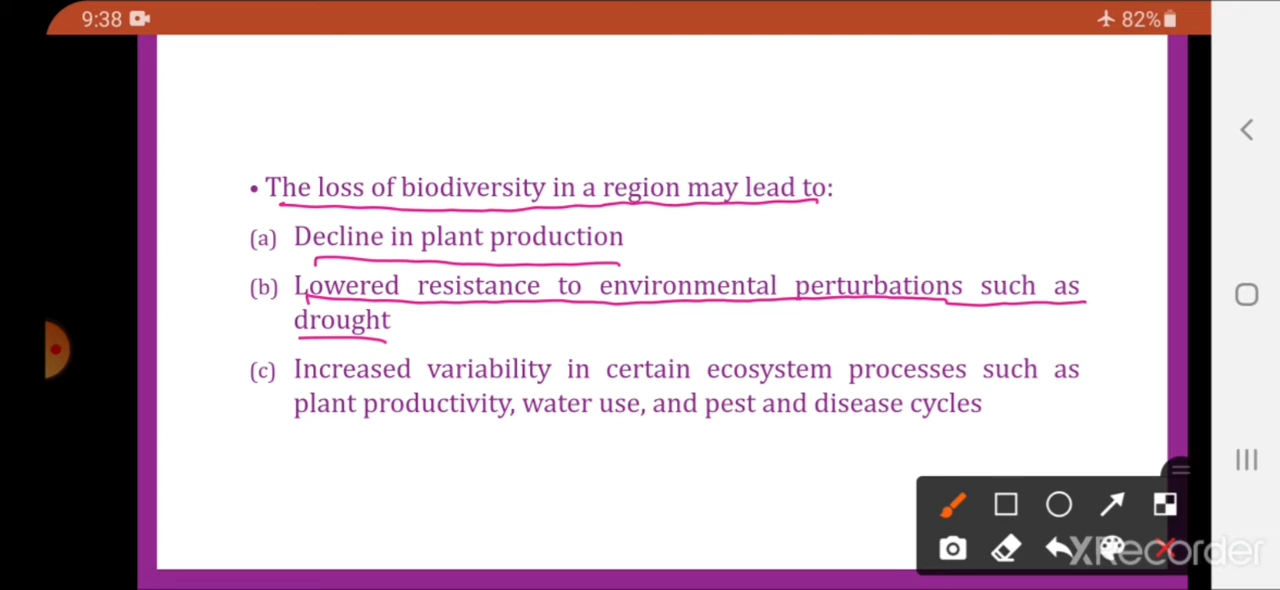 9:38
82%
• The loss of biodiversity in a region may lead to:
(a) Decline in plant production
(b) Lowered resistance to environmental perturbations such as
drought
(c) Increased variability in certain ecosystem processes such as
plant productivity, water use, and pest and disease cycles
XRecorder